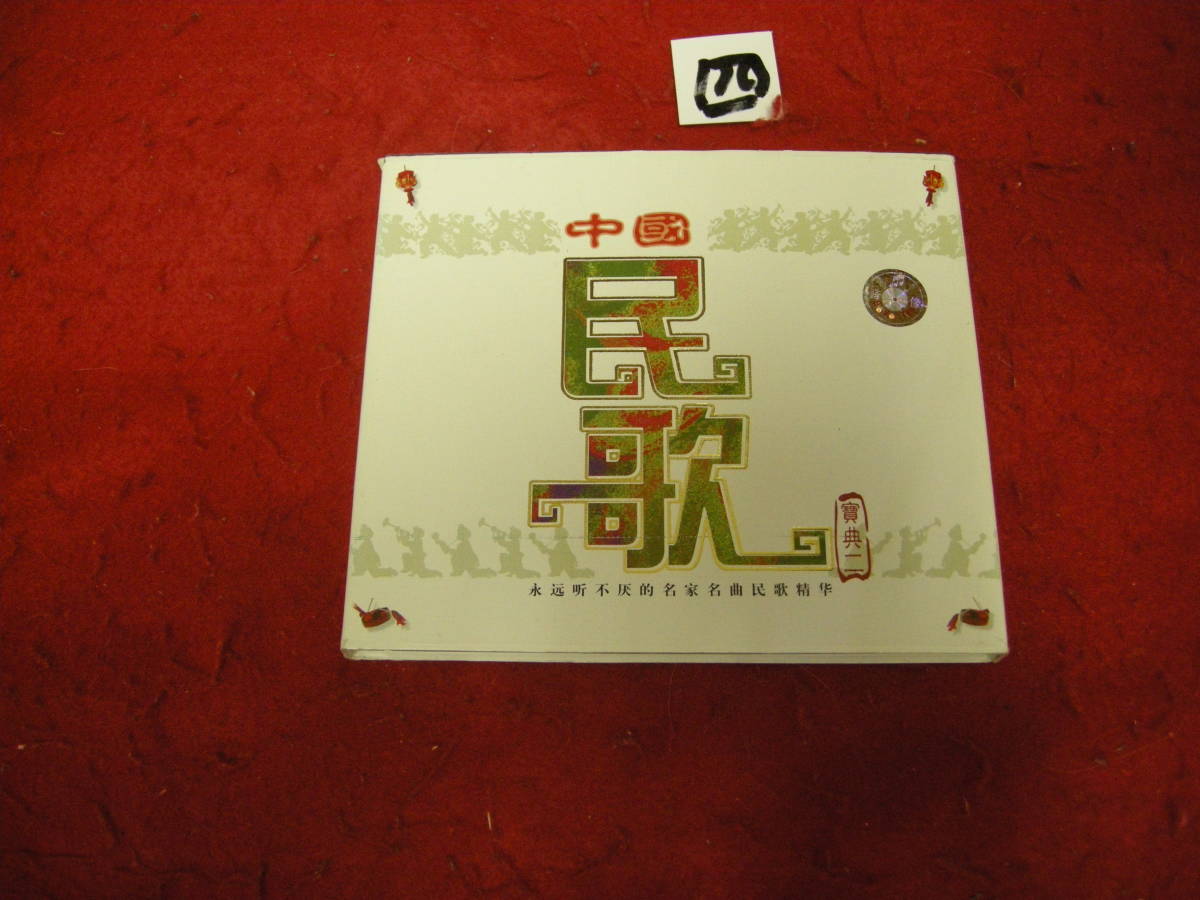 四
中國
民
歌
寶典二
永远听不厌的名家名曲民歌精华